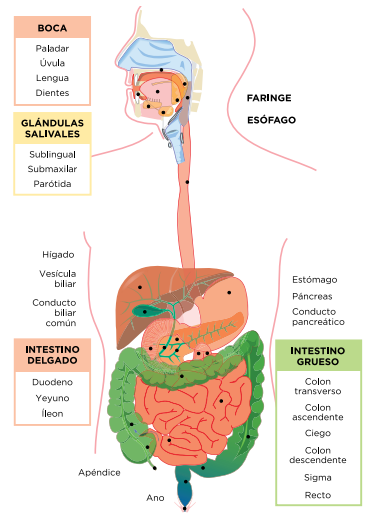 BOCA
Paladar
Úvula
Lengua
Dientes
GLÁNDULAS
SALIVALES
Sublingual
Submaxilar
Parótida
FARINGE
ESÓFAGO
Hígado
Vesícula
biliar
Conducto
biliar
común
INTESTINO
DELGADO
Duodeno
Yeyuno
Íleon
Apéndice
Ano
Estómago
Páncreas
Conducto
pancreático
INTESTINO
GRUESO
Colon
transverso
Colon
ascendente
Ciego
Colon
descendente
Sigma
Recto